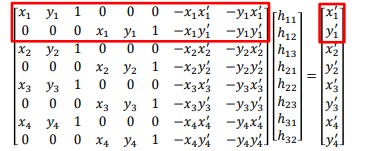 x₁ y₁ 1 0 0 0 −x₁x₁′ −y₁x₁′ h₁₁ x₁′
0 0 0 x₁ y₁ 1 −x₁y₁′ −y₁y₁′ h₁₂ y₁′
x₂ y₂ 1 0 0 0 −x₂x₂′ −y₂x₂′ h₁₃ x₂′
0 0 0 x₂ y₂ 1 −x₂y₂′ −y₂y₂′ h₂₁ = y₂′
x₃ y₃ 1 0 0 0 −x₃x₃′ −y₃x₃′ h₂₂ x₃′
0 0 0 x₃ y₃ 1 −x₃y₃′ −y₃y₃′ h₂₃ y₃′
x₄ y₄ 1 0 0 0 −x₄x₄′ −y₄x₄′ h₃₁ x₄′
0 0 0 x₄ y₄ 1 −x₄y₄′ −y₄y₄′ h₃₂ y₄′